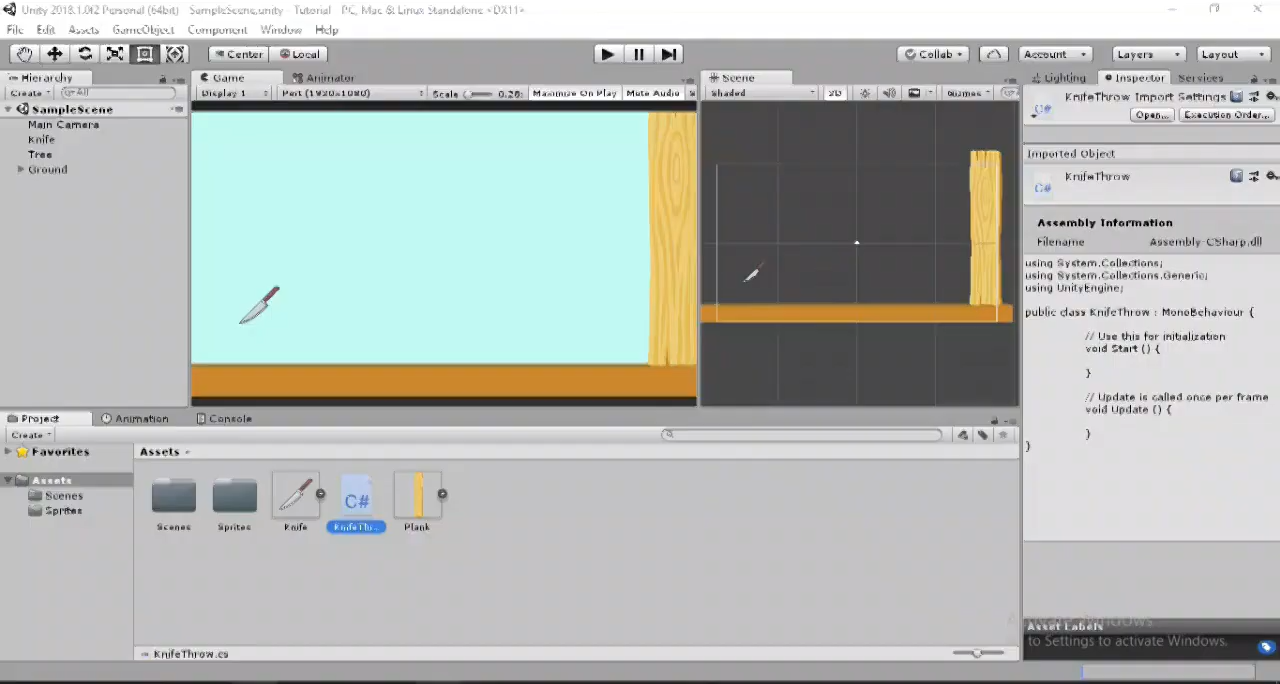 Unity 2018.1.0f2 Personal (64bit) - SampleScene.unity - Tutorial - PC, Mac & Linux Standalone <DX11>
File Edit Assets GameObject Component Window Help
Center Local Collab Account Layers Layout
Hierarchy Game Animator Scene Lighting Inspector Services
Create All Display 1 Port (1920x1080) Scale 0.28: Maximize On Play Mute Audio Shaded 2D Gizmos
KnifeThrow Import Settings
Open... Execution Order...
SampleScene
Main Camera
Knife
Tree
Ground
Imported Object
KnifeThrow
C#
Assembly Information
Filename Assembly-CSharp.dll
using System.Collections;
using System.Collections.Generic;
using UnityEngine;
public class KnifeThrow : MonoBehaviour {
// Use this for initialization
void Start () {
}
// Update is called once per frame
void Update () {
}
}
Project Animation Console
Create
Favorites
Assets
Scenes
Sprites
Assets
C#
Scenes Sprites Knife KnifeThr... Plank
KnifeThrow.cs
Asset Labels
to Settings to activate Windows.